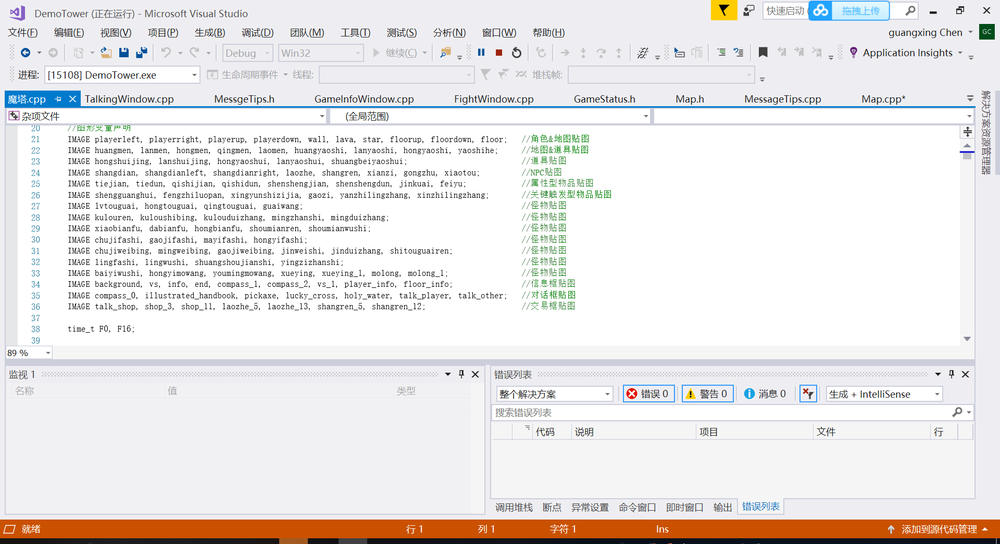 DemoTower (正在运行) - Microsoft Visual Studio
快速启动 (
拖拽上传
文件(F) 编辑(E) 视图(V) 项目(P) 生成(B) 调试(D) 团队(M) 工具(T) 测试(S) 分析(N) 窗口(W) 帮助(H)
guangxing Chen
GC
Debug Win32 继续(C) Application Insights
进程: [15108] DemoTower.exe 生命周期事件 线程: 堆栈帧:
魔塔.cpp TalkingWindow.cpp MessgeTips.h GameInfoWindow.cpp FightWindow.cpp GameStatus.h Map.h MessageTips.cpp Map.cpp*
杂项文件 (全局范围)
解决方案资源管理器
20 //图形变量声明
21 IMAGE playerleft, playerright, playerup, playerdown, wall, lava, star, floorup, floordown, floor; //角色&地图贴图
22 IMAGE huangmen, lanmen, hongmen, qingmen, laomen, huangyaoshi, lanyaoshi, hongyaoshi, yaoshihe; //地图&道具贴图
23 IMAGE hongshuijing, lanshuijing, hongyaoshui, lanyaoshui, shuangbeiyaoshui; //道具贴图
24 IMAGE shangdian, shangdianleft, shangdianright, laozhe, shangren, xianzi, gongzhu, xiaotou; //NPC贴图
25 IMAGE tiejian, tiedun, qishijian, qishidun, shenshengjian, shenshengdun, jinkuai, feiyu; //属性型物品贴图
26 IMAGE shengguanghui, fengzhiluopan, xingyunshizijia, gaozi, yanzhilingzhang, xinzhilingzhang; //关键触发型物品贴图
27 IMAGE lvtouguai, hongtouguai, qingtouguai, guaiwang; //怪物贴图
28 IMAGE kulouren, kuloushibing, kulouduizhang, mingzhanshi, mingduizhang; //怪物贴图
29 IMAGE xiaobianfu, dabianfu, hongbianfu, shoumianren, shoumianwushi; //怪物贴图
30 IMAGE chujifashi, gaojifashi, mayifashi, hongyifashi; //怪物贴图
31 IMAGE chujiweibing, mingweibing, gaojiweibing, jinweishi, jinduizhang, shitouguairen; //怪物贴图
32 IMAGE lingfashi, lingwushi, shuangshoujianshi, yingzizhanshi; //怪物贴图
33 IMAGE baiyiwushi, hongyimowang, youmingmowang, xueying, xueying_1, molong, molong_1; //怪物贴图
34 IMAGE background, vs, info, end, compass_1, compass_2, vs_1, player_info, floor_info; //信息框贴图
35 IMAGE compass_0, illustrated_handbook, pickaxe, lucky_cross, holy_water, talk_player, talk_other; //对话框贴图
36 IMAGE talk_shop, shop_3, shop_11, laozhe_5, laozhe_13, shangren_5, shangren_12; //交易框贴图
37
38 time_t F0, F16;
39
89 %
监视 1
名称 值 类型
错误列表
整个解决方案 错误 0 警告 0 消息 0 生成 + IntelliSense
搜索错误列表
代码 说明 项目 文件 行
调用堆栈 断点 异常设置 命令窗口 即时窗口 输出 错误列表
就绪 行 1 列 1 字符 1 Ins 添加到源代码管理